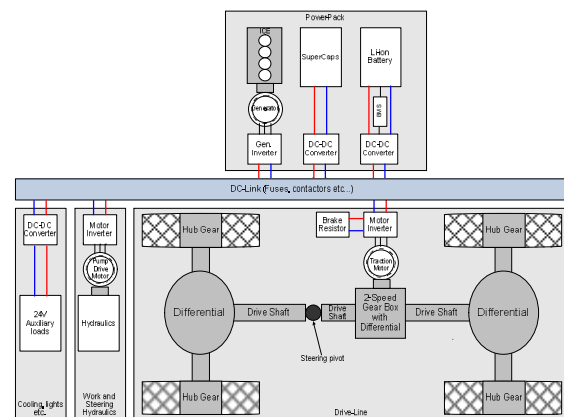 PowerPack
ICE
SuperCaps
Li-Ion
Battery
Generator
BMS
Gen.
Inverter
DC-DC
Converter
DC-DC
Converter
DC-Link (Fuses, contactors etc...)
DC-DC
Converter
Motor
Inverter
Brake
Resistor
Motor
Inverter
Hub Gear
Hub Gear
Pump
Drive
Motor
Traction
Motor
24V
Auxiliary
loads
Hydraulics
Differential
Drive Shaft
Drive
Shaft
2-Speed
Gear Box
with
Differential
Drive Shaft
Differential
Steering pivot
Hub Gear
Hub Gear
Cooling, lights
etc.
Work and
Steering
Hydraulics
Drive-Line